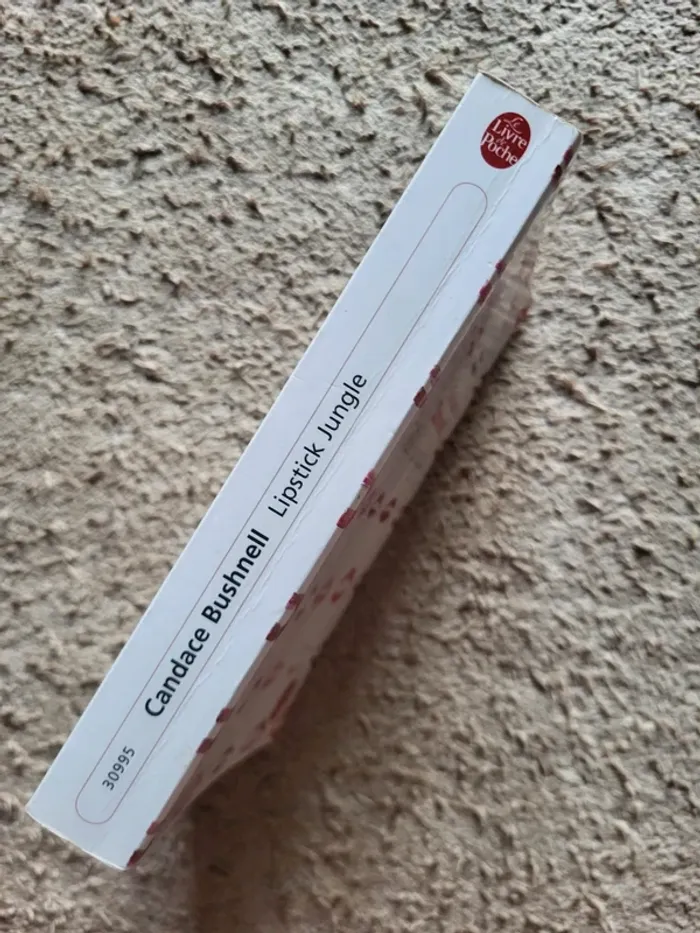 Le
Livre
de
Poche
Candace Bushnell Lipstick Jungle
30995